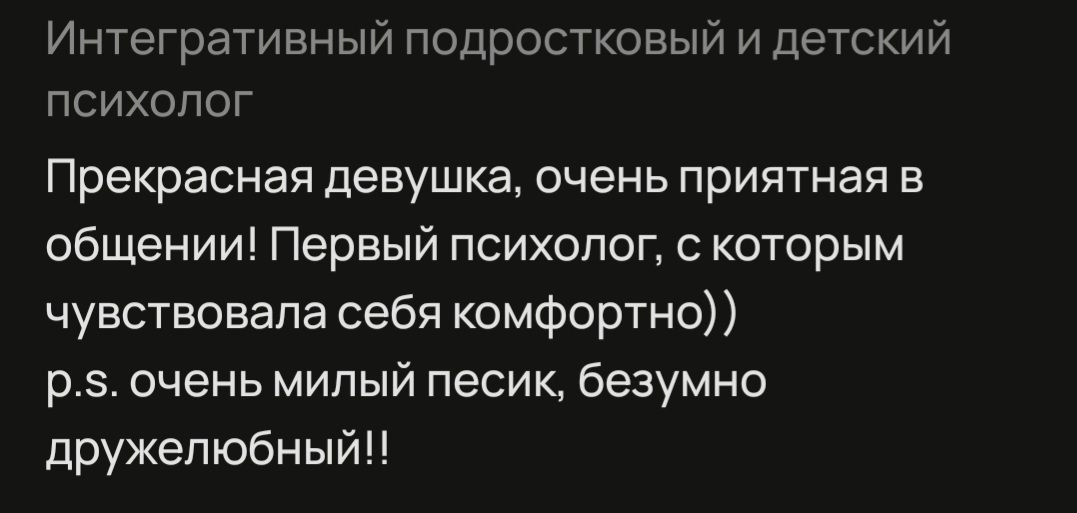 Интегративный подростковый и детский
психолог
Прекрасная девушка, очень приятная в
общении! Первый психолог, с которым
чувствовала себя комфортно))
p.s. очень милый песик, безумно
дружелюбный!!